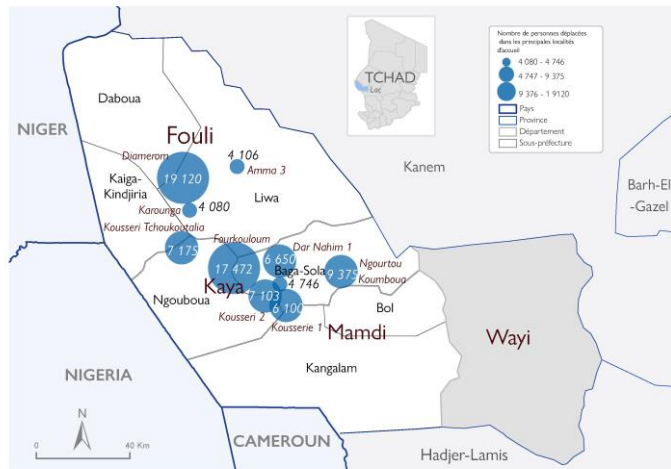 Nombre de personnes déplacées
dans les principales localités
d'accueil
4 080 - 4 746
4 747 - 9 375
9 376 - 1 9120
Pays
Province
Département
Sous-préfecture
TCHAD
Lac
Daboua
NIGER
Fouli
Diamerom
4 106
Amma 3
Kanem
19 120
Kaiga-
Kindjiria
Liwa
Barh-El
-Gazel
4 080
Karounga
Kousseri Tchoukootalia
Fourkouloum
Dar Nahim 1
7 175
6 650
Ngourtou
Koumboua
17 472
Baga-Sola
9 375
4 746
Kaya
Ngouboua
7 103
6 100
Bol
Kousseri 2
Kousserie 1
Mamdi
Wayi
Kangalam
NIGERIA
N
0
40 Km
CAMEROUN
Hadjer-Lamis